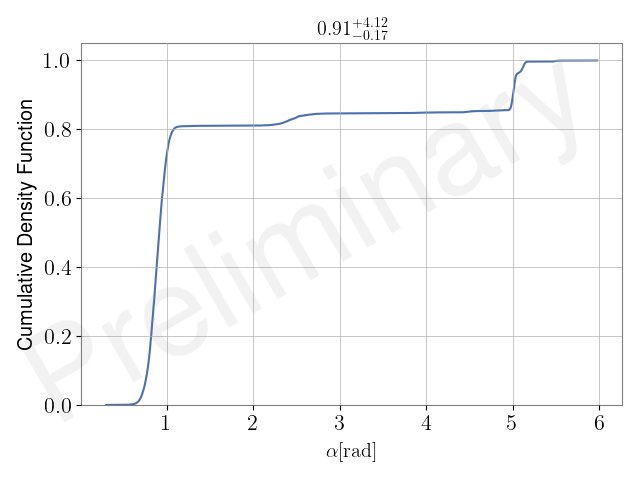 0.91^{+4.12}_{-0.17}
Cumulative Density Function
1.0
0.8
0.6
0.4
0.2
0.0
1 2 3 4 5 6
α[rad]
Preliminary